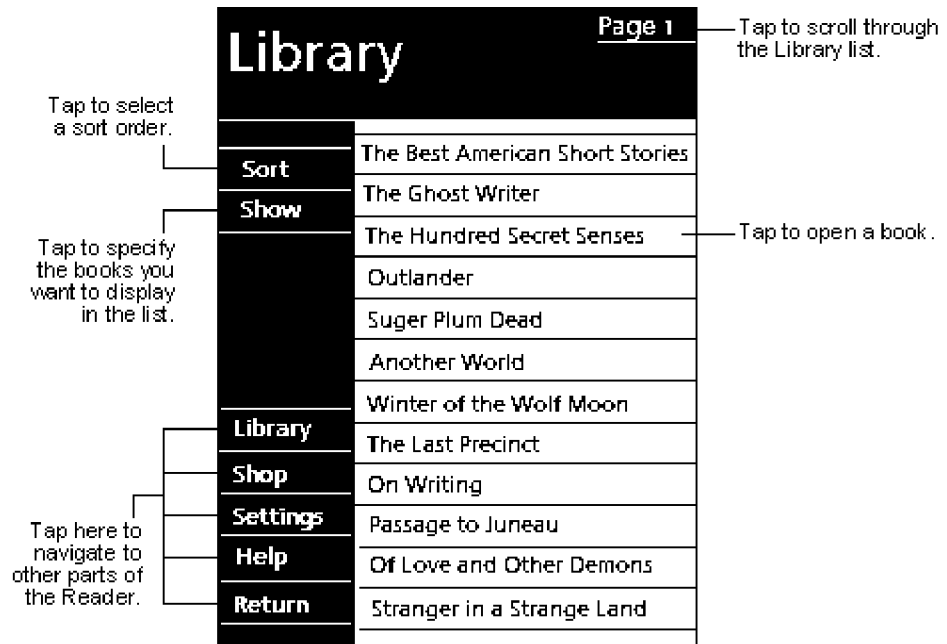 Library
Page 1
Tap to scroll through
the Library list.
Tap to select
a sort order.
Sort
Show
Tap to specify
the books you
want to display
in the list.
The Best American Short Stories
The Ghost Writer
The Hundred Secret Senses
Tap to open a book.
Outlander
Suger Plum Dead
Another World
Winter of the Wolf Moon
The Last Precinct
On Writing
Passage to Juneau
Of Love and Other Demons
Stranger in a Strange Land
Library
Shop
Settings
Help
Return
Tap here to
navigate to
other parts of
the Reader.